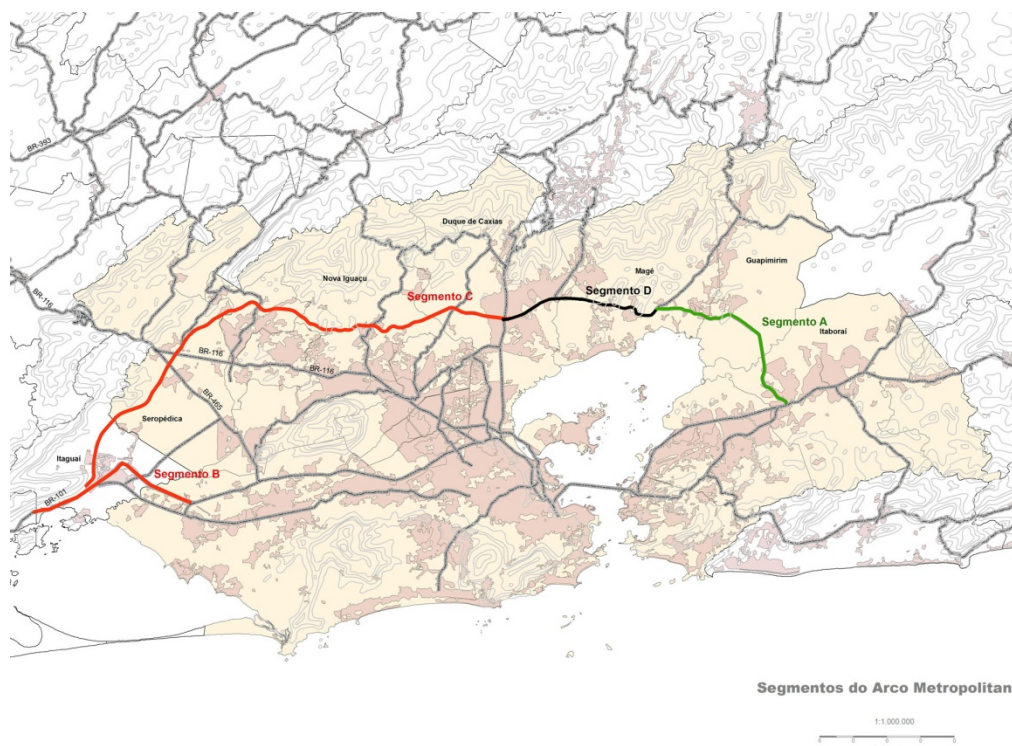 BR-393
Duque de Caxias
Guapimirim
Nova Iguaçu
Magé
BR-116
Segmento C
Segmento D
Segmento A
Itaboraí
BR-116
BR-116
BR-465
Seropédica
Itaguaí
Segmento B
BR-101
Segmentos do Arco Metropolitan
1:1.000.000